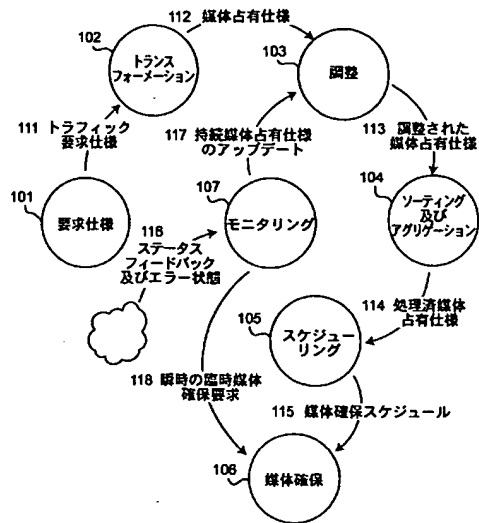 112 媒体占有仕様
102
トランス
フォーメーション
103
調整
111 トラフィック
要求仕様
117 持続媒体占有仕様
のアップデート
113 調整された
媒体占有仕様
101
要求仕様
107
モニタリング
104
ソーティング
及び
アグリゲーション
116
ステータス
フィードバック
及びエラー状態
114 処理済媒体
占有仕様
105
スケジュー
リング
118 瞬時の臨時媒体
確保要求
115 媒体確保スケジュール
106
媒体確保